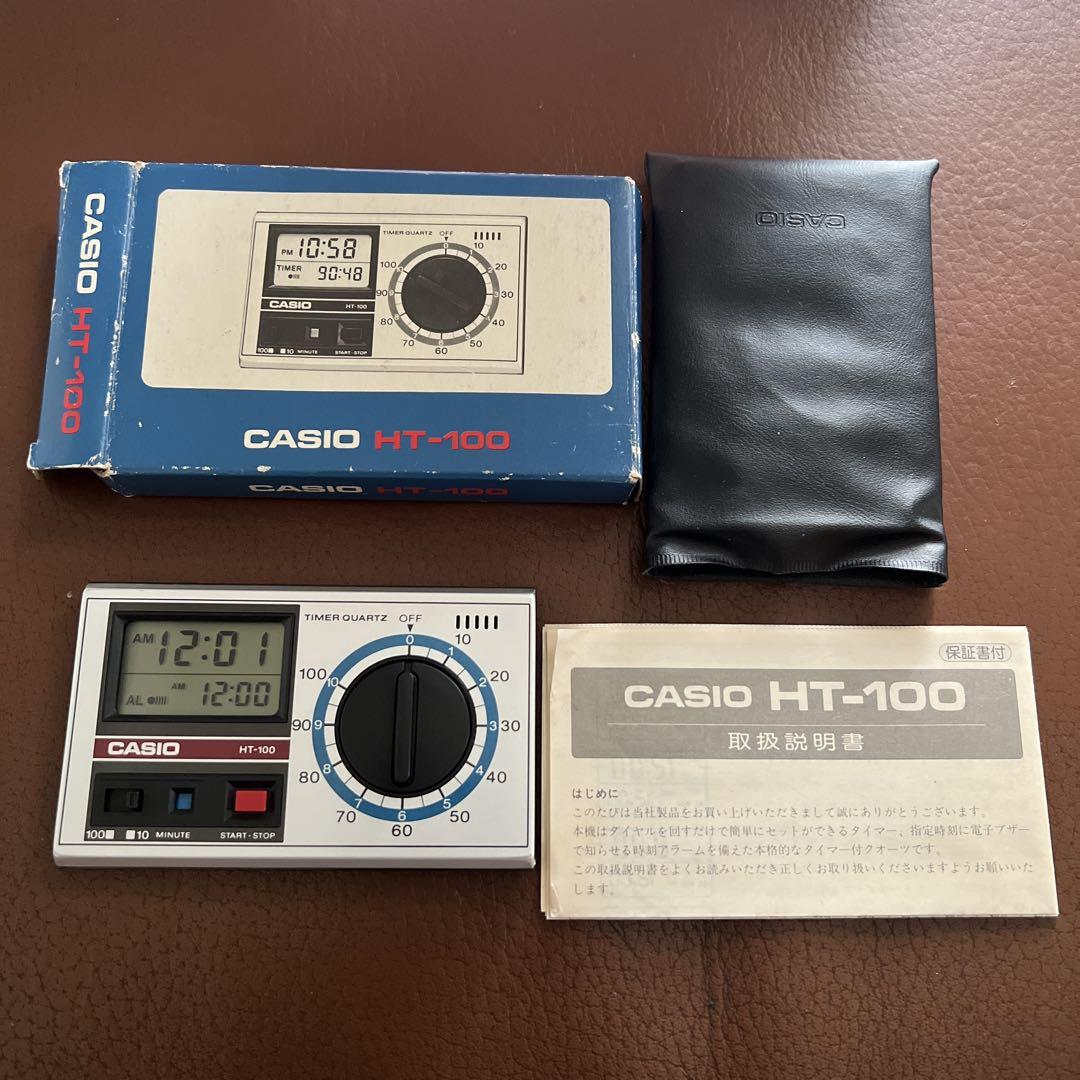 CASIO HT-100
TIMER QUARTZ OFF
PM 10:58
TIMER 90:48
CASIO HT-100
100 10 MINUTE START·STOP
0 10 20 30 40 50 60 70 80 90 100
CASIO HT-100
CASIO HT-100
CASIO
TIMER QUARTZ OFF
AM 12:01
AL AM 12:00
CASIO HT-100
100 10 MINUTE START·STOP
10 20 30 40 50 60 70 80 90 100
0 1 2 3 4 5 6 7 8 9
保証書付
CASIO HT-100
取扱説明書
はじめに
このたびは当社製品をお買い上げいただきまして誠にありがとうございます。
本機はダイヤルを回すだけで簡単にセットができるタイマー、指定時刻に電子ブザー
で知らせる時刻アラームを備えた本格的なタイマー付クオーツです。
この取扱説明書をよくお読みいただき正しくお取り扱いくださいますようお願いいた
します。